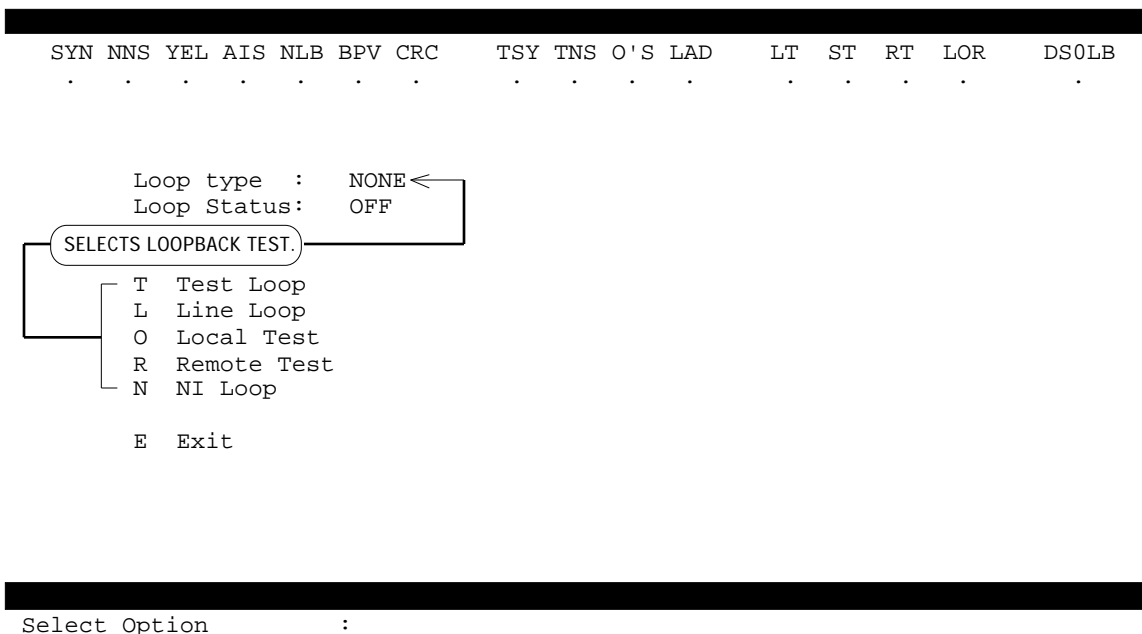 SYN NNS YEL AIS NLB BPV CRC TSY TNS O'S LAD LT ST RT LOR DS0LB
. . . . . . . . . . . . . . . .
Loop type : NONE
Loop Status: OFF
SELECTS LOOPBACK TEST.
T Test Loop
L Line Loop
O Local Test
R Remote Test
N NI Loop
E Exit
Select Option :